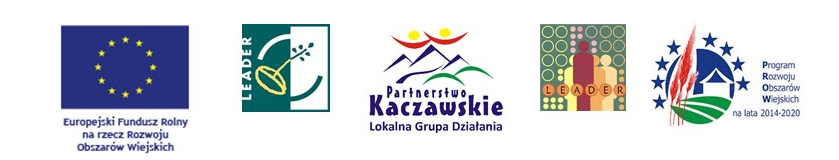 Europejski Fundusz Rolny
na rzecz Rozwoju
Obszarów Wiejskich
LEADER
Partnerstwo
Kaczawskie
Lokalna Grupa Działania
LEADER
Program
Rozwoju
Obszarów
Wiejskich
na lata 2014-2020